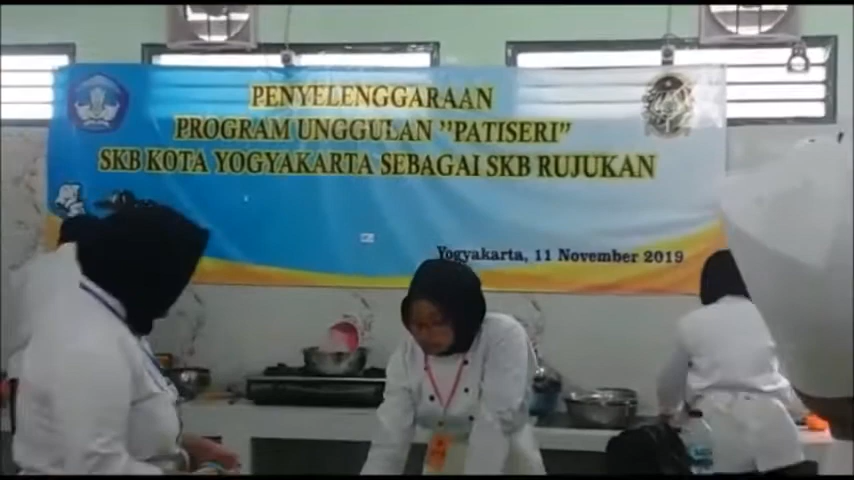 PENYELENGGARAAN
PROGRAM UNGGULAN "PATISERI"
SKB KOTA YOGYAKARTA SEBAGAI SKB RUJUKAN
Yogyakarta, 11 November 2019